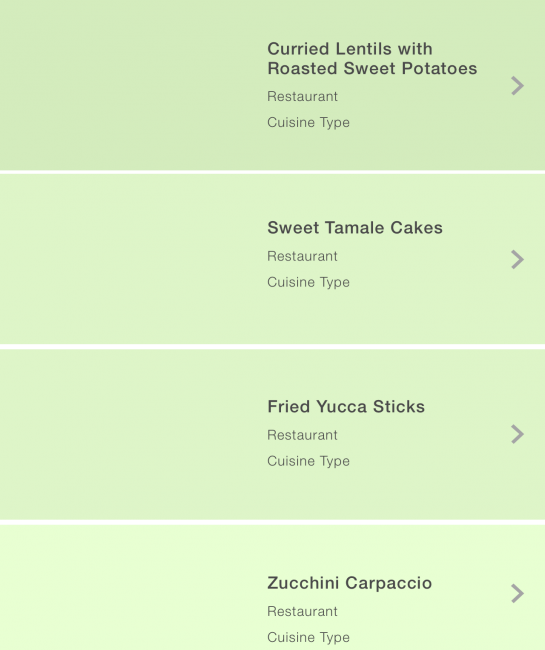 Curried Lentils with
Roasted Sweet Potatoes
Restaurant
Cuisine Type
Sweet Tamale Cakes
Restaurant
Cuisine Type
Fried Yucca Sticks
Restaurant
Cuisine Type
Zucchini Carpaccio
Restaurant
Cuisine Type